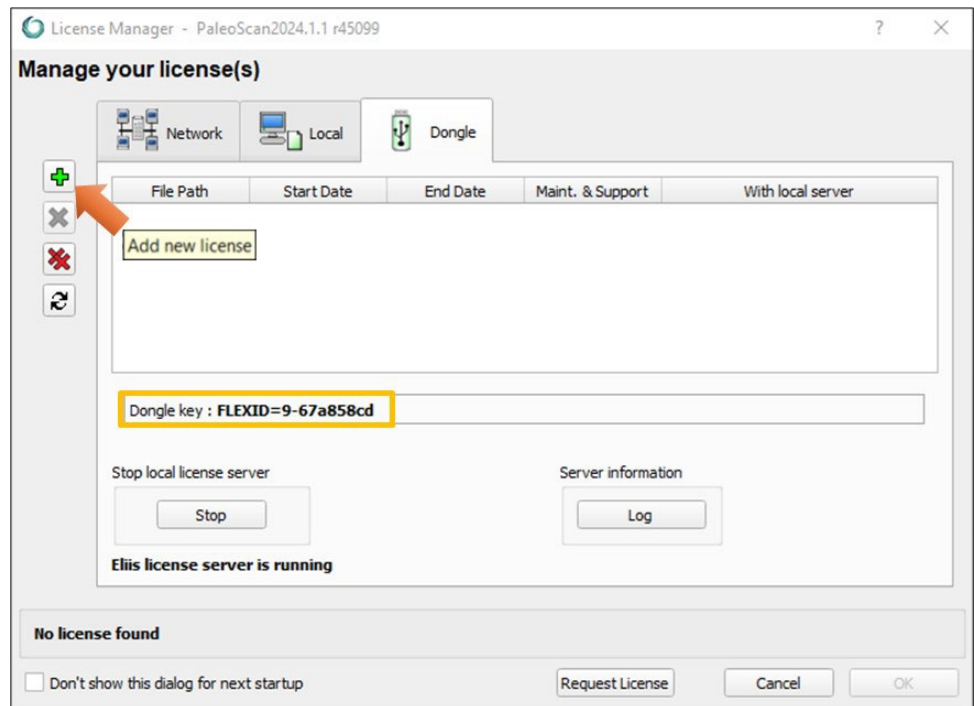 License Manager - PaleoScan2024.1.1 r45099 ?
Manage your license(s)
Network Local Dongle
File Path Start Date End Date Maint. & Support With local server
Add new license
Dongle key : FLEXID=9-67a858cd
Stop local license server Server information
Stop Log
Eliis license server is running
No license found
Don't show this dialog for next startup Request License Cancel OK